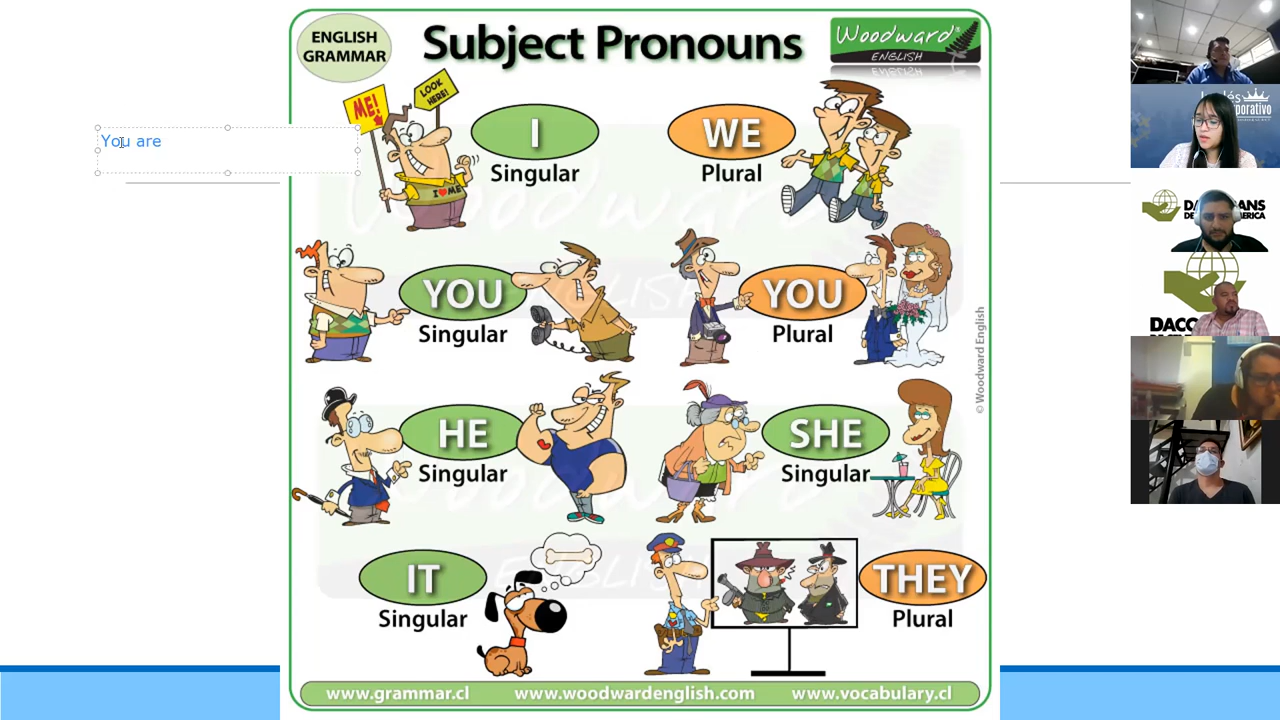 ENGLISH
GRAMMAR
Subject Pronouns
Woodward®
ENGLISH
ME!
LOOK
HERE!
I ♥ ME
You are
I
Singular
WE
Plural
YOU
Singular
YOU
Plural
HE
Singular
SHE
Singular
IT
Singular
THEY
Plural
© Woodward English
www.grammar.cl
www.woodwardenglish.com
www.vocabulary.cl